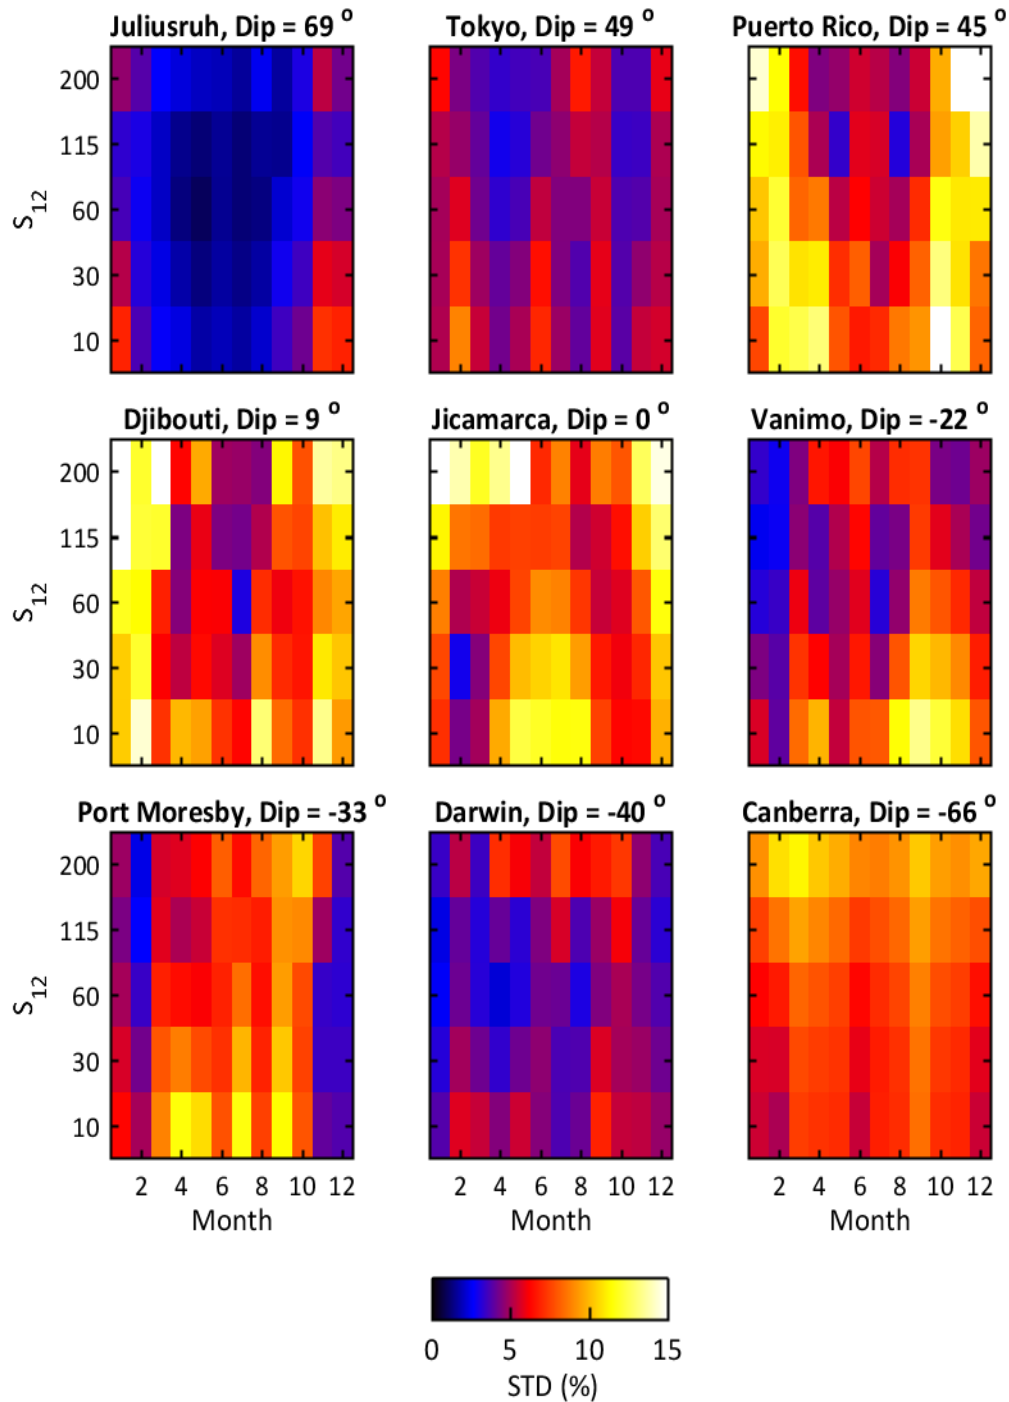 Juliusruh, Dip = 69 °
Tokyo, Dip = 49 °
Puerto Rico, Dip = 45 °
200
115
60
30
10
S12
Djibouti, Dip = 9 °
Jicamarca, Dip = 0 °
Vanimo, Dip = -22 °
200
115
60
30
10
S12
Port Moresby, Dip = -33 °
Darwin, Dip = -40 °
Canberra, Dip = -66 °
200
115
60
30
10
S12
2 4 6 8 10 12
2 4 6 8 10 12
2 4 6 8 10 12
Month
Month
Month
0 5 10 15
STD (%)